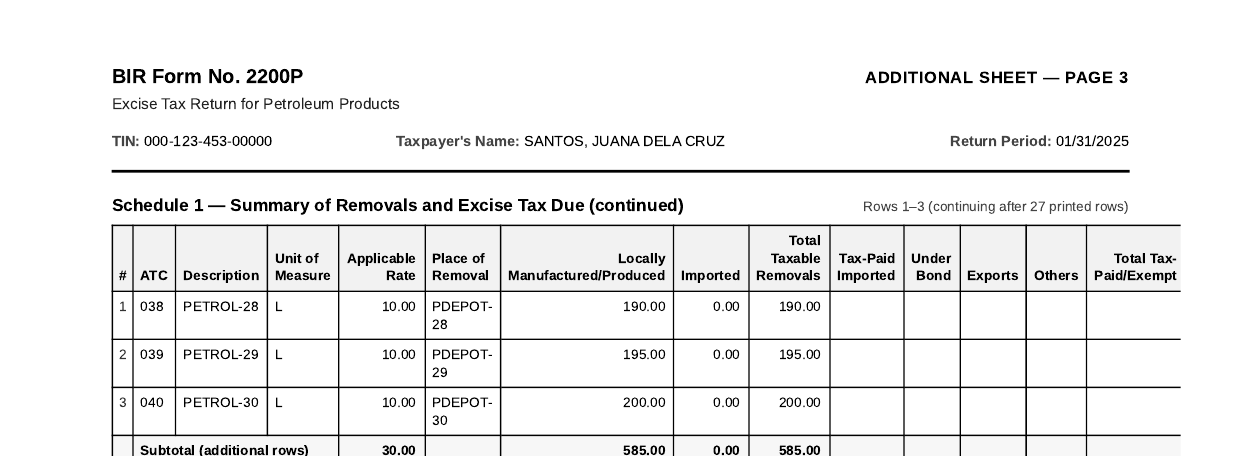 BIR Form No. 2200P
ADDITIONAL SHEET — PAGE 3
Excise Tax Return for Petroleum Products
TIN: 000-123-453-00000 Taxpayer's Name: SANTOS, JUANA DELA CRUZ Return Period: 01/31/2025
Schedule 1 — Summary of Removals and Excise Tax Due (continued)
Rows 1–3 (continuing after 27 printed rows)
# ATC Description Unit of Measure Applicable Rate Place of Removal Locally Manufactured/Produced Imported Total Taxable Removals Tax-Paid Imported Under Bond Exports Others Total Tax-Paid/Exempt
1 038 PETROL-28 L 10.00 PDEPOT-28 190.00 0.00 190.00
2 039 PETROL-29 L 10.00 PDEPOT-29 195.00 0.00 195.00
3 040 PETROL-30 L 10.00 PDEPOT-30 200.00 0.00 200.00
Subtotal (additional rows) 30.00 585.00 0.00 585.00